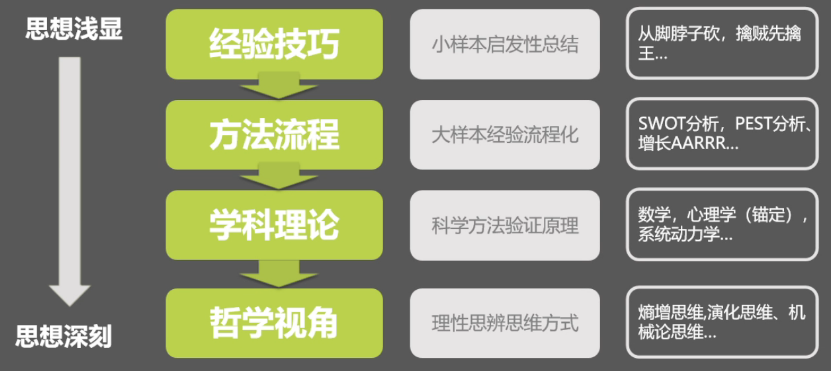 思想浅显
经验技巧
小样本启发性总结
从脚脖子砍，擒贼先擒
王...
方法流程
大样本经验流程化
SWOT分析，PEST分析、
增长AARRR...
学科理论
科学方法验证原理
数学，心理学（锚定）,
系统动力学...
思想深刻
哲学视角
理性思辨思维方式
熵增思维,演化思维、机
械论思维...